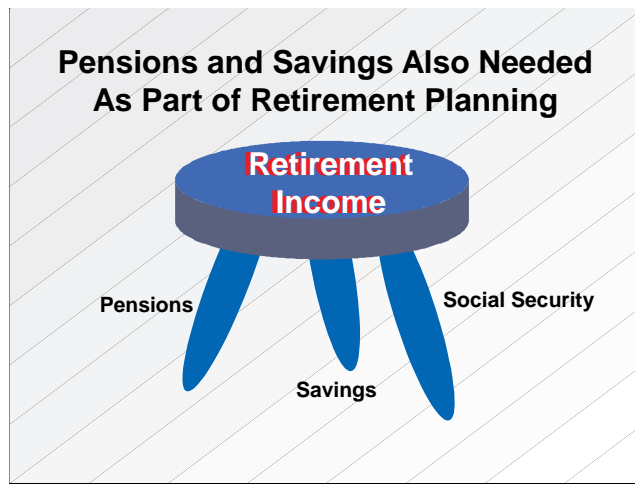 Pensions and Savings Also Needed
As Part of Retirement Planning
Retirement
Income
Pensions
Social Security
Savings